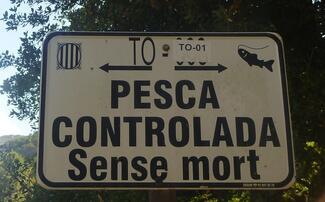 TO TO-01
PESCA
CONTROLADA
Sense mort